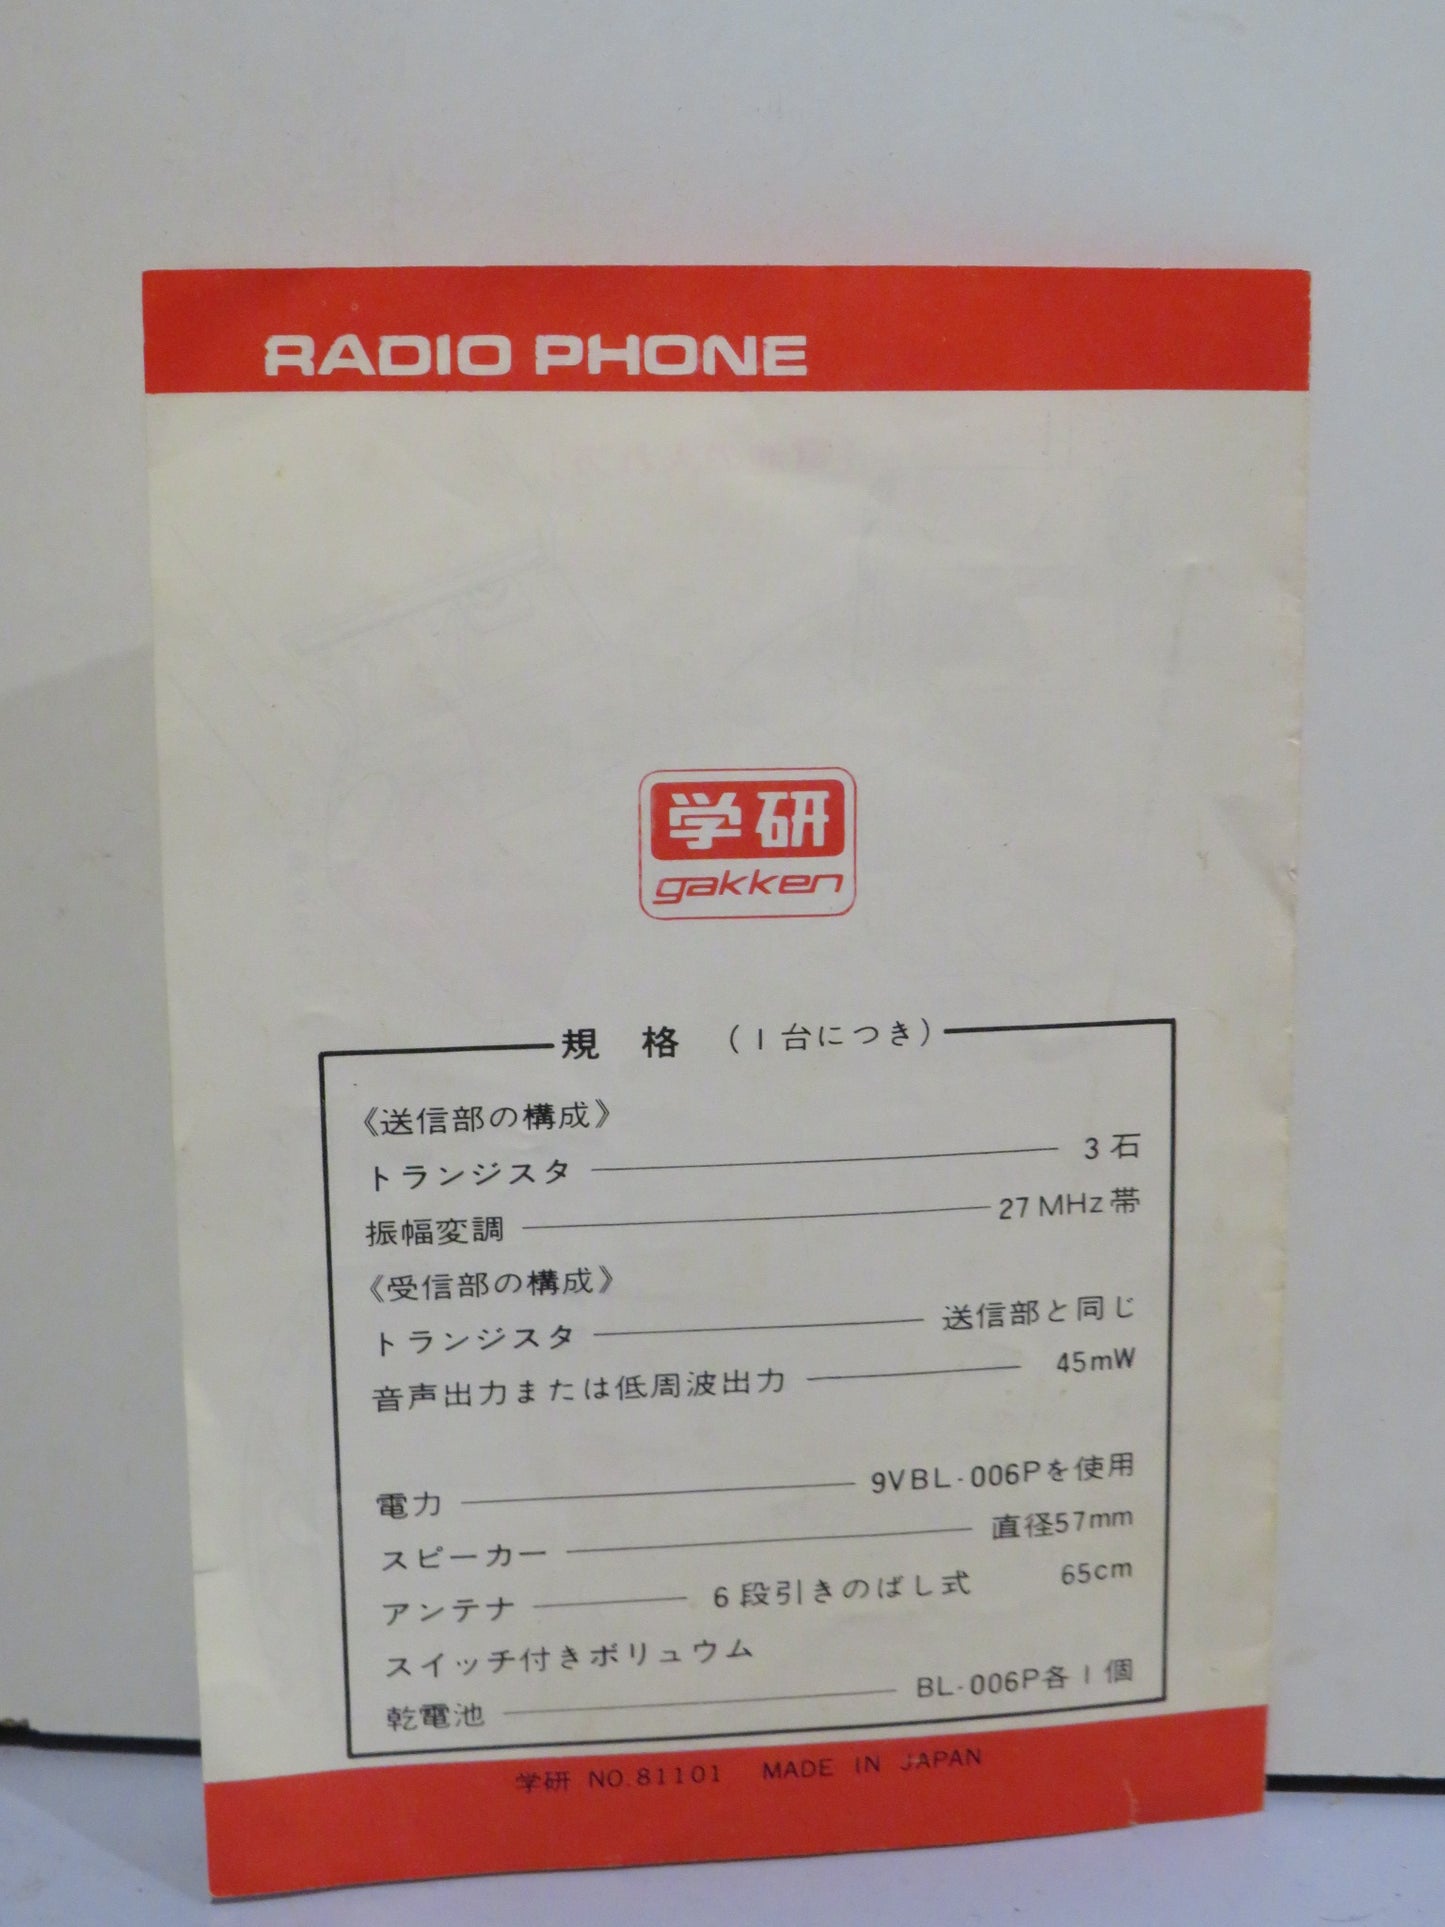 RADIO PHONE
学研
gakken
規 格 (1台につき)
《送信部の構成》
トランジスタ 3石
振幅変調 27MHz帯
《受信部の構成》
トランジスタ 送信部と同じ
音声出力または低周波出力 45mW
電力 9VBL-006Pを使用
スピーカー 直径57mm
アンテナ 6段引きのばし式 65cm
スイッチ付きボリュウム
乾電池 BL-006P各1個
学研 NO.81101 MADE IN JAPAN